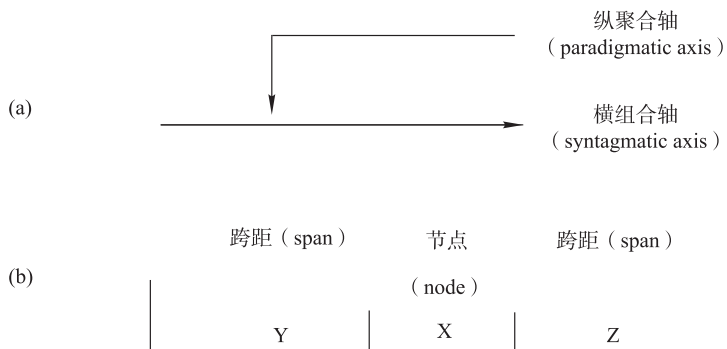 纵聚合轴
（paradigmatic axis）
(a)
横组合轴
（syntagmatic axis）
跨距（span） 节点 跨距（span）
(b)
（node）
Y X Z